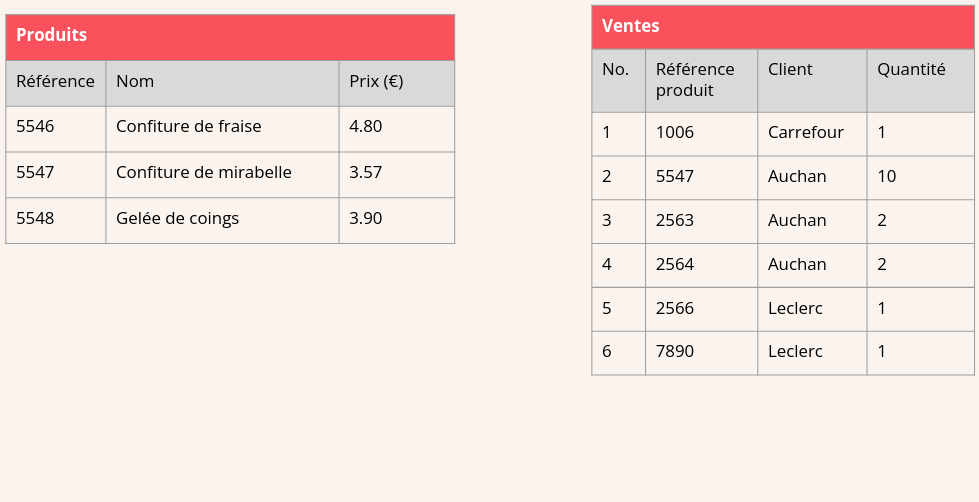 Produits
Référence Nom Prix (€)
5546 Confiture de fraise 4.80
5547 Confiture de mirabelle 3.57
5548 Gelée de coings 3.90
Ventes
No. Référence produit Client Quantité
1 1006 Carrefour 1
2 5547 Auchan 10
3 2563 Auchan 2
4 2564 Auchan 2
5 2566 Leclerc 1
6 7890 Leclerc 1